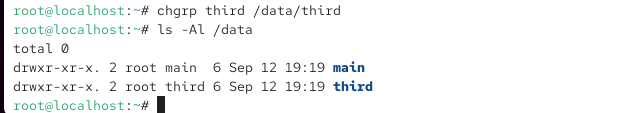 root@localhost:~# chgrp third /data/third
root@localhost:~# ls -Al /data
total 0
drwxr-xr-x. 2 root main  6 Sep 12 19:19 main
drwxr-xr-x. 2 root third 6 Sep 12 19:19 third
root@localhost:~#